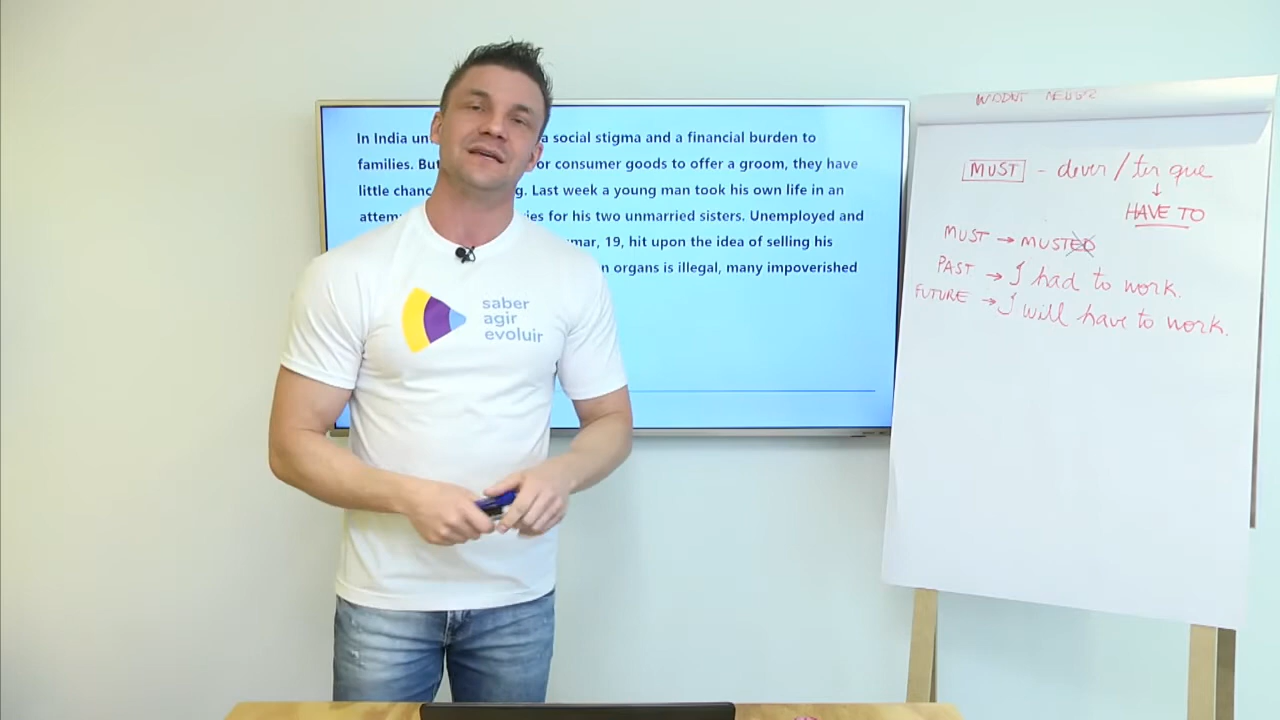 In India un a social stigma and a financial burden to
families. But or consumer goods to offer a groom, they have
little chanc g. Last week a young man took his own life in an
attem ies for his two unmarried sisters. Unemployed and
mar, 19, hit upon the idea of selling his
n organs is illegal, many impoverished
saber
agir
evoluir
MUST - dever/ter que
↓
HAVE TO
MUST → MUSTED
PAST → I had to work.
FUTURE → I will have to work.